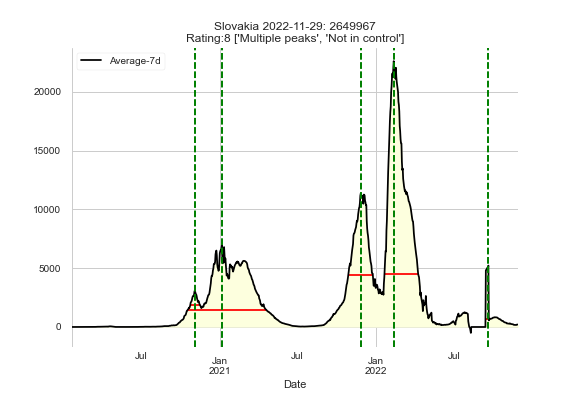 Slovakia 2022-11-29: 2649967
Rating:8 ['Multiple peaks', 'Not in control']
Average-7d
20000
15000
10000
5000
0
Jul
Jan
2021
Jul
Jan
2022
Jul
Date